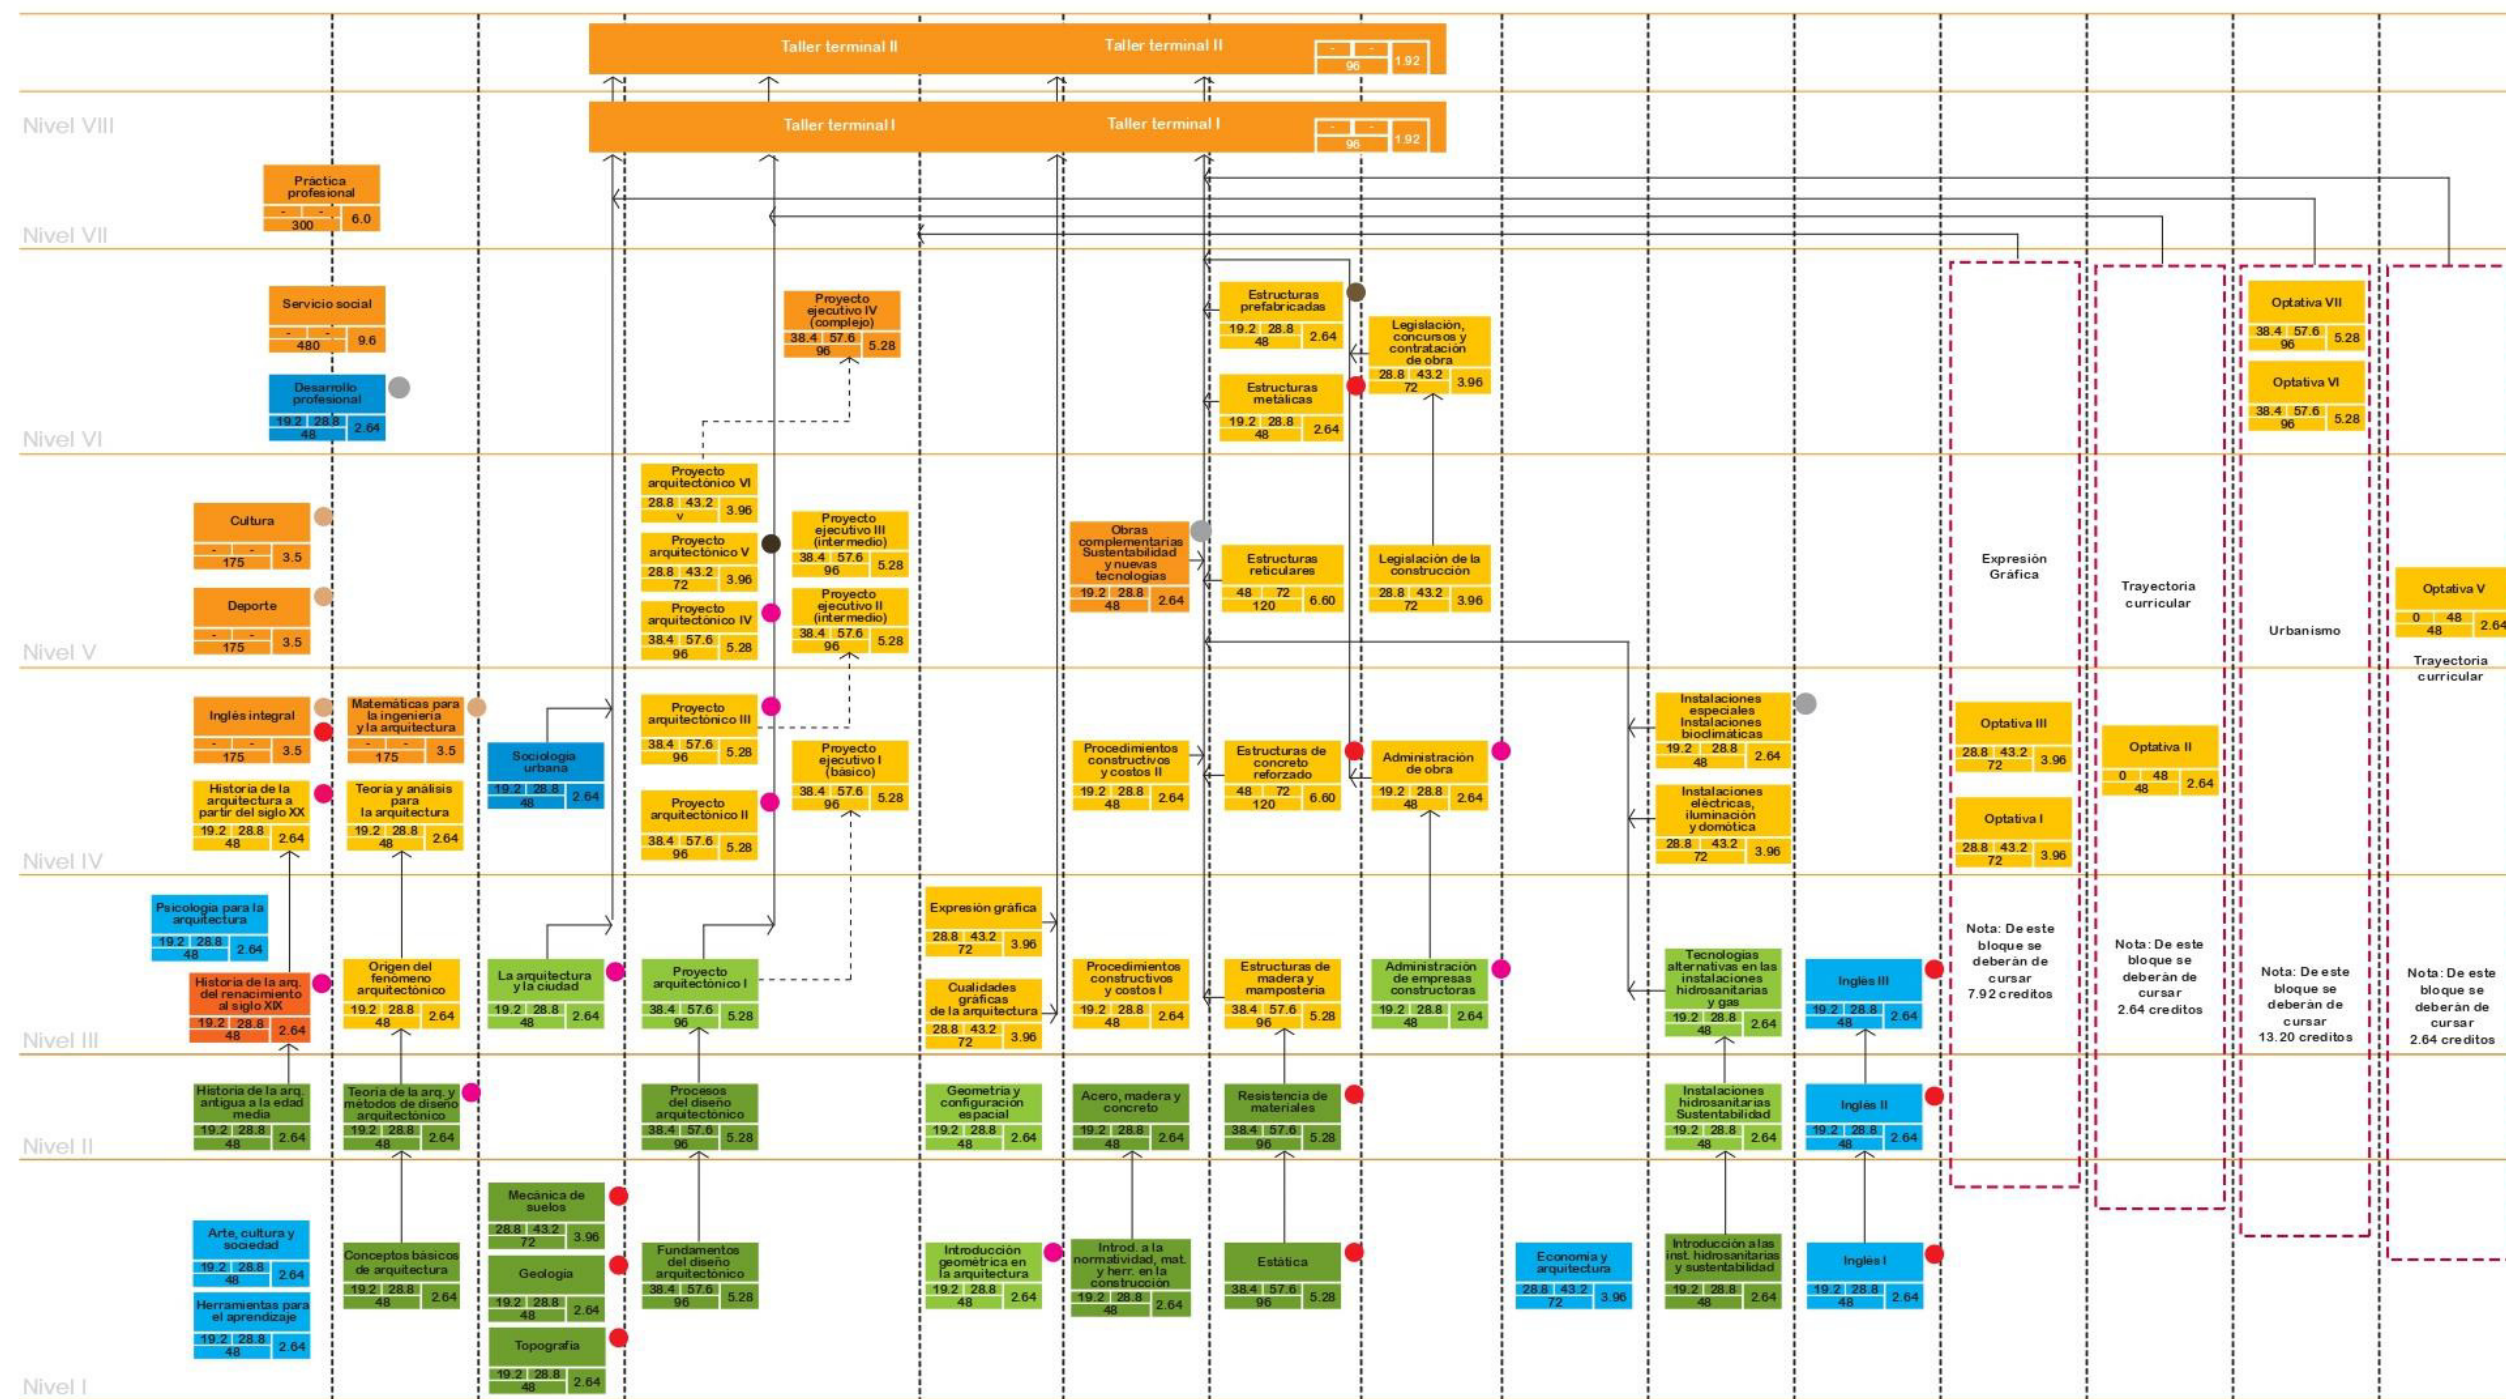 Taller terminal II
Taller terminal II
- -
96
1.92
Nivel VIII
Taller terminal I
Taller terminal I
- -
96
1.92
Nivel VII
Práctica
profesional
- -
300
6.0
Nivel VI
Servicio social
- -
480
9.6
Desarrollo
profesional
19.2 28.8
48
2.64
Proyecto
ejecutivo IV
(complejo)
38.4 57.6
96
5.28
Estructuras
prefabricadas
19.2 28.8
48
2.64
Estructuras
metálicas
19.2 28.8
48
2.64
Legislación,
concursos y
contratación
de obra
28.8 43.2
72
3.96
Optativa VII
38.4 57.6
96
5.28
Optativa VI
38.4 57.6
96
5.28
Nivel V
Cultura
- -
175
3.5
Deporte
- -
175
3.5
Proyecto
arquitectónico VI
28.8 43.2
v
3.96
Proyecto
arquitectónico V
28.8 43.2
72
3.96
Proyecto
arquitectónico IV
38.4 57.6
96
5.28
Proyecto
ejecutivo III
(intermedio)
38.4 57.6
96
5.28
Proyecto
ejecutivo II
(intermedio)
38.4 57.6
96
5.28
Obras
complementarias
Sustentabilidad
y nuevas
tecnologías
19.2 28.8
48
2.64
Estructuras
reticulares
48 72
120
6.60
Legislación de la
construcción
28.8 43.2
72
3.96
Expresión
Gráfica
Trayectoria
curricular
Urbanismo
Optativa V
0 48
48
2.64
Trayectoria
curricular
Nivel IV
Inglés integral
- -
175
3.5
Historia de la
arquitectura a
partir del siglo XX
19.2 28.8
48
2.64
Matemáticas para
la ingeniería
y la arquitectura
- -
175
3.5
Teoría y análisis
para
la arquitectura
19.2 28.8
48
2.64
Sociología
urbana
19.2 28.8
48
2.64
Proyecto
arquitectónico III
38.4 57.6
96
5.28
Proyecto
arquitectónico II
38.4 57.6
96
5.28
Proyecto
ejecutivo I
(básico)
38.4 57.6
96
5.28
Procedimientos
constructivos
y costos II
19.2 28.8
48
2.64
Estructuras de
concreto
reforzado
48 72
120
6.60
Administración
de obra
19.2 28.8
48
2.64
Instalaciones
especiales
Instalaciones
bioclimáticas
19.2 28.8
48
2.64
Instalaciones
eléctricas,
iluminación
y domótica
28.8 43.2
72
3.96
Optativa III
28.8 43.2
72
3.96
Optativa I
28.8 43.2
72
3.96
Optativa II
0 48
48
2.64
Nivel III
Psicología para la
arquitectura
19.2 28.8
48
2.64
Historia de la arq.
del renacimiento
al siglo XIX
19.2 28.8
48
2.64
Origen del
fenómeno
arquitectónico
19.2 28.8
48
2.64
La arquitectura
y la ciudad
19.2 28.8
48
2.64
Proyecto
arquitectónico I
38.4 57.6
96
5.28
Expresión gráfica
28.8 43.2
72
3.96
Cualidades
gráficas
de la arquitectura
28.8 43.2
72
3.96
Procedimientos
constructivos
y costos I
19.2 28.8
48
2.64
Estructuras de
madera y
mampostería
38.4 57.6
96
5.28
Administración
de empresas
constructoras
19.2 28.8
48
2.64
Tecnologías
alternativas en las
instalaciones
hidrosanitarias
y gas
19.2 28.8
48
2.64
Inglés III
19.2 28.8
48
2.64
Nota: De este
bloque se
deberán de
cursar
7.92 creditos
Nota: De este
bloque se
deberán de
cursar
2.64 creditos
Nota: De este
bloque se
deberán de
cursar
13.20 creditos
Nota: De este
bloque se
deberán de
cursar
2.64 creditos
Nivel II
Historia de la arq.
antigua a la edad
media
19.2 28.8
48
2.64
Teoría de la arq. y
métodos de diseño
arquitectónico
19.2 28.8
48
2.64
Procesos
del diseño
arquitectónico
38.4 57.6
96
5.28
Geometría y
configuración
espacial
19.2 28.8
48
2.64
Acero, madera y
concreto
19.2 28.8
48
2.64
Resistencia de
materiales
38.4 57.6
96
5.28
Instalaciones
hidrosanitarias
Sustentabilidad
19.2 28.8
48
2.64
Inglés II
19.2 28.8
48
2.64
Nivel I
Arte, cultura y
sociedad
19.2 28.8
48
2.64
Herramientas para
el aprendizaje
19.2 28.8
48
2.64
Conceptos básicos
de arquitectura
19.2 28.8
48
2.64
Mecánica de
suelos
28.8 43.2
72
3.96
Geología
19.2 28.8
48
2.64
Topografía
19.2 28.8
48
2.64
Fundamentos
del diseño
arquitectónico
38.4 57.6
96
5.28
Introducción
geométrica en
la arquitectura
19.2 28.8
48
2.64
Introd. a la
normatividad, mat.
y herr. en la
construcción
19.2 28.8
48
2.64
Estática
38.4 57.6
96
5.28
Economía y
arquitectura
28.8 43.2
72
3.96
Introducción a las
inst. hidrosanitarias
y sustentabilidad
19.2 28.8
48
2.64
Inglés I
19.2 28.8
48
2.64